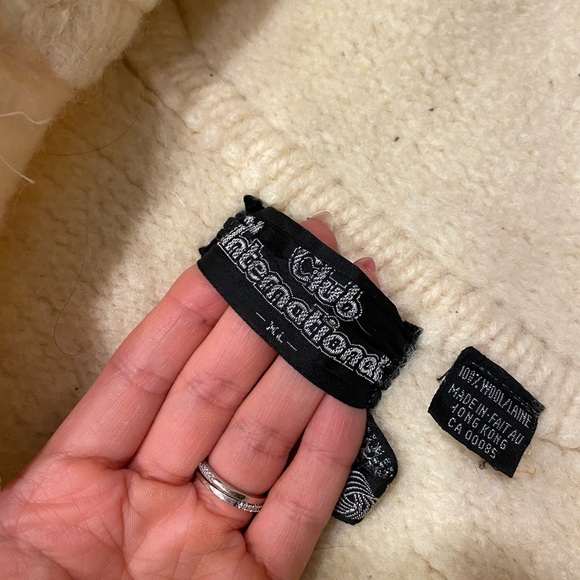 Club
International
- XL -
100% WOOL/LAINE
MADE IN-FAIT AU
HONG KONG
CA 00085